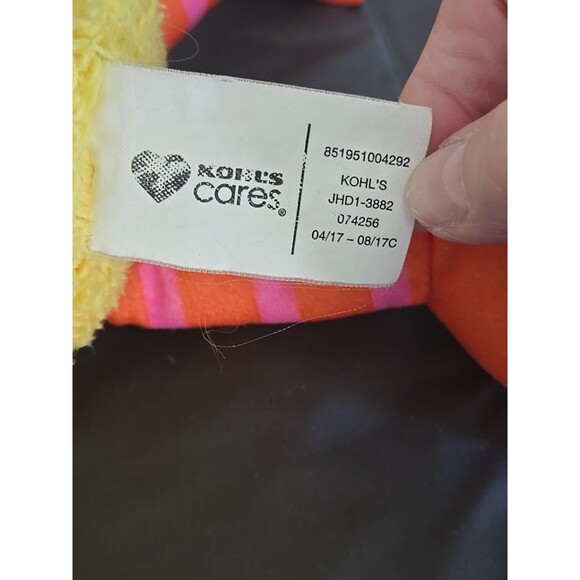 KOHL'S
cares®
851951004292
KOHL'S
JHD1-3882
074256
04/17 – 08/17C